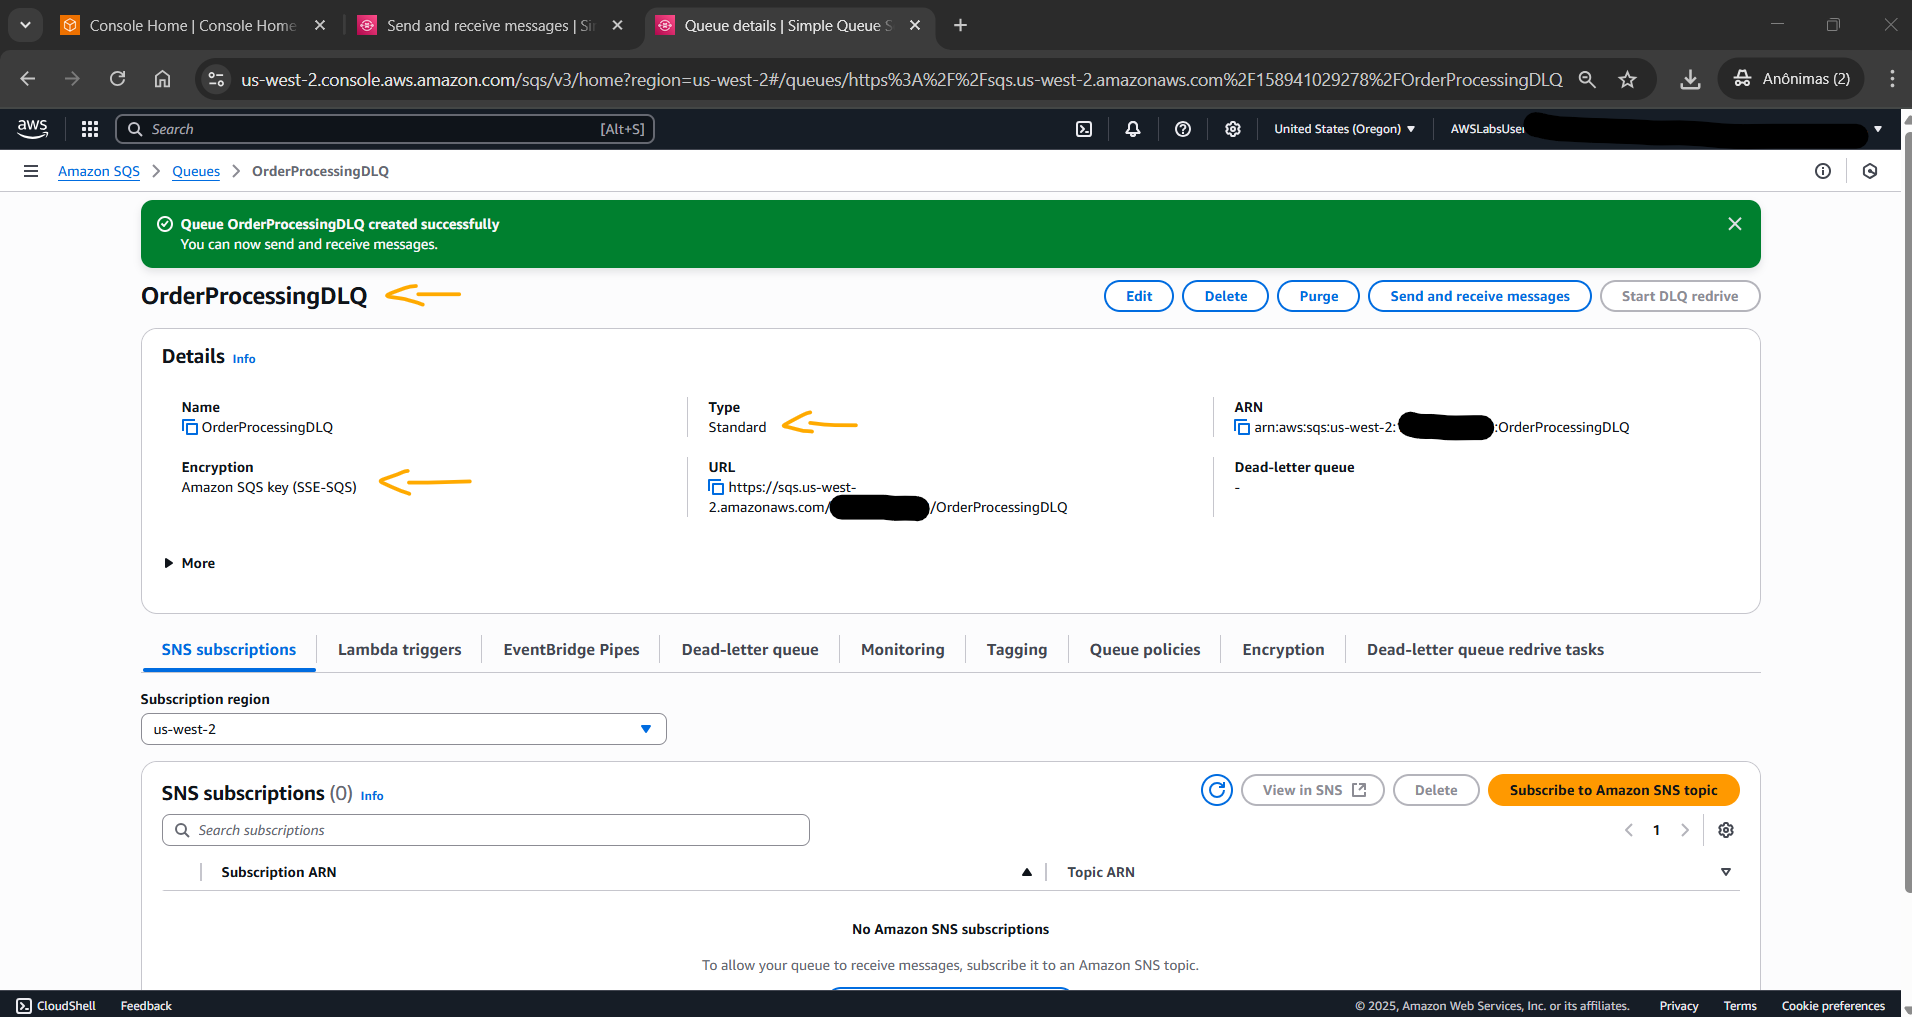 Console Home | Console Home
Send and receive messages | Si
Queue details | Simple Queue S
us-west-2.console.aws.amazon.com/sqs/v3/home?region=us-west-2#/queues/https%3A%2F%2Fsqs.us-west-2.amazonaws.com%2F158941029278%2FOrderProcessingDLQ
Anônimas (2)
aws
Search
[Alt+S]
United States (Oregon)
AWSLabsUser
Amazon SQS
Queues
OrderProcessingDLQ
Queue OrderProcessingDLQ created successfully
You can now send and receive messages.
OrderProcessingDLQ
Edit
Delete
Purge
Send and receive messages
Start DLQ redrive
Details Info
Name
OrderProcessingDLQ
Type
Standard
ARN
arn:aws:sqs:us-west-2: :OrderProcessingDLQ
Encryption
Amazon SQS key (SSE-SQS)
URL
https://sqs.us-west-
2.amazonaws.com/ /OrderProcessingDLQ
Dead-letter queue
-
More
SNS subscriptions
Lambda triggers
EventBridge Pipes
Dead-letter queue
Monitoring
Tagging
Queue policies
Encryption
Dead-letter queue redrive tasks
Subscription region
us-west-2
SNS subscriptions (0) Info
View in SNS
Delete
Subscribe to Amazon SNS topic
Search subscriptions
1
Subscription ARN
Topic ARN
No Amazon SNS subscriptions
To allow your queue to receive messages, subscribe it to an Amazon SNS topic.
CloudShell
Feedback
© 2025, Amazon Web Services, Inc. or its affiliates.
Privacy
Terms
Cookie preferences